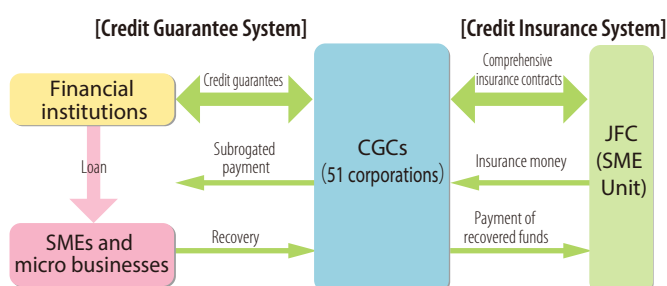 [Credit Guarantee System]
[Credit Insurance System]
Financial
institutions
Credit guarantees
Comprehensive
insurance contracts
CGCs
(51 corporations)
JFC
(SME
Unit)
Loan
Subrogated
payment
Insurance money
SMEs and
micro businesses
Recovery
Payment of
recovered funds